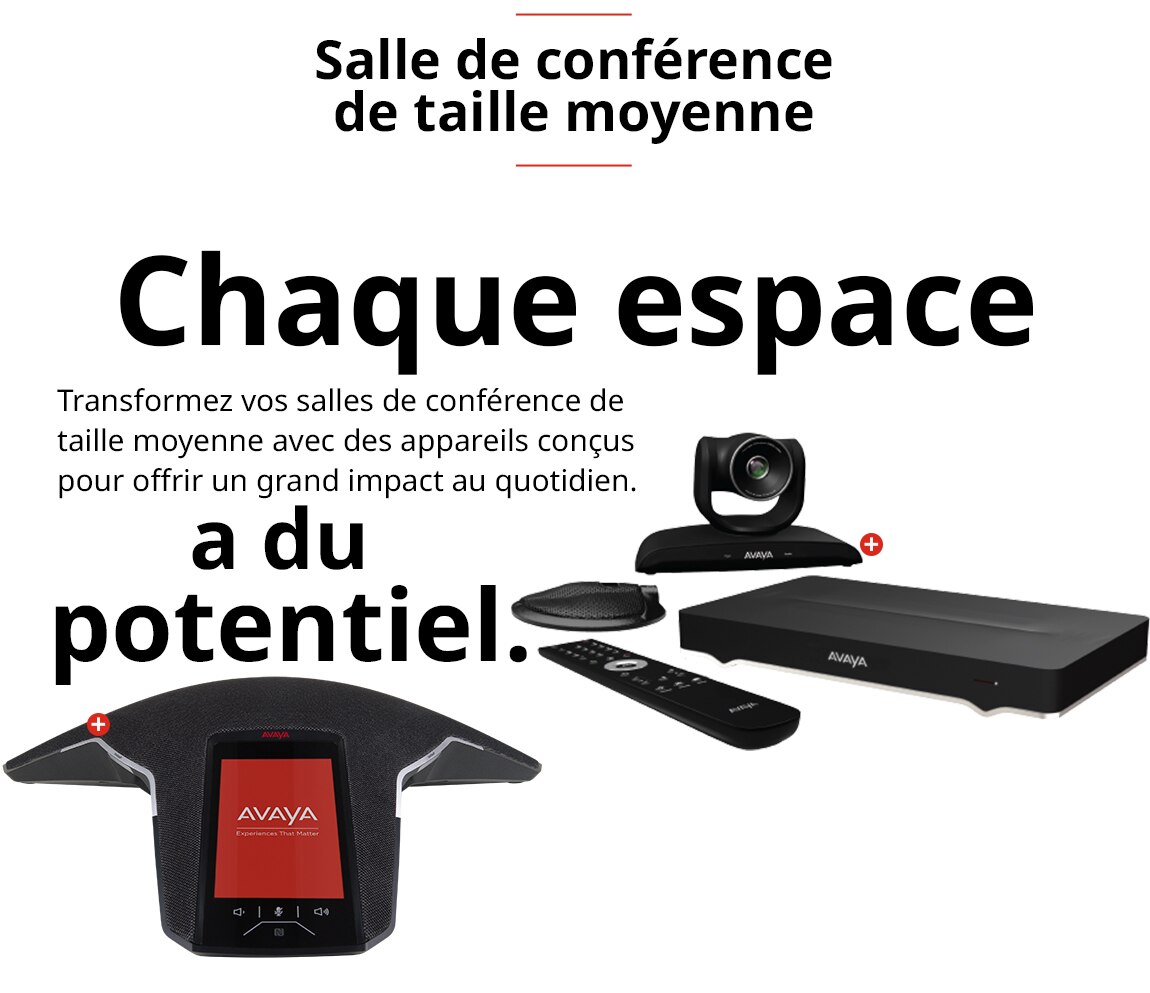 Salle de conférence
de taille moyenne
Chaque espace
Transformez vos salles de conférence de
taille moyenne avec des appareils conçus
pour offrir un grand impact au quotidien.
a du
potentiel.
AVAYA
AVAYA
AVAYA
AVAYA
AVAYA
Experiences That Matter